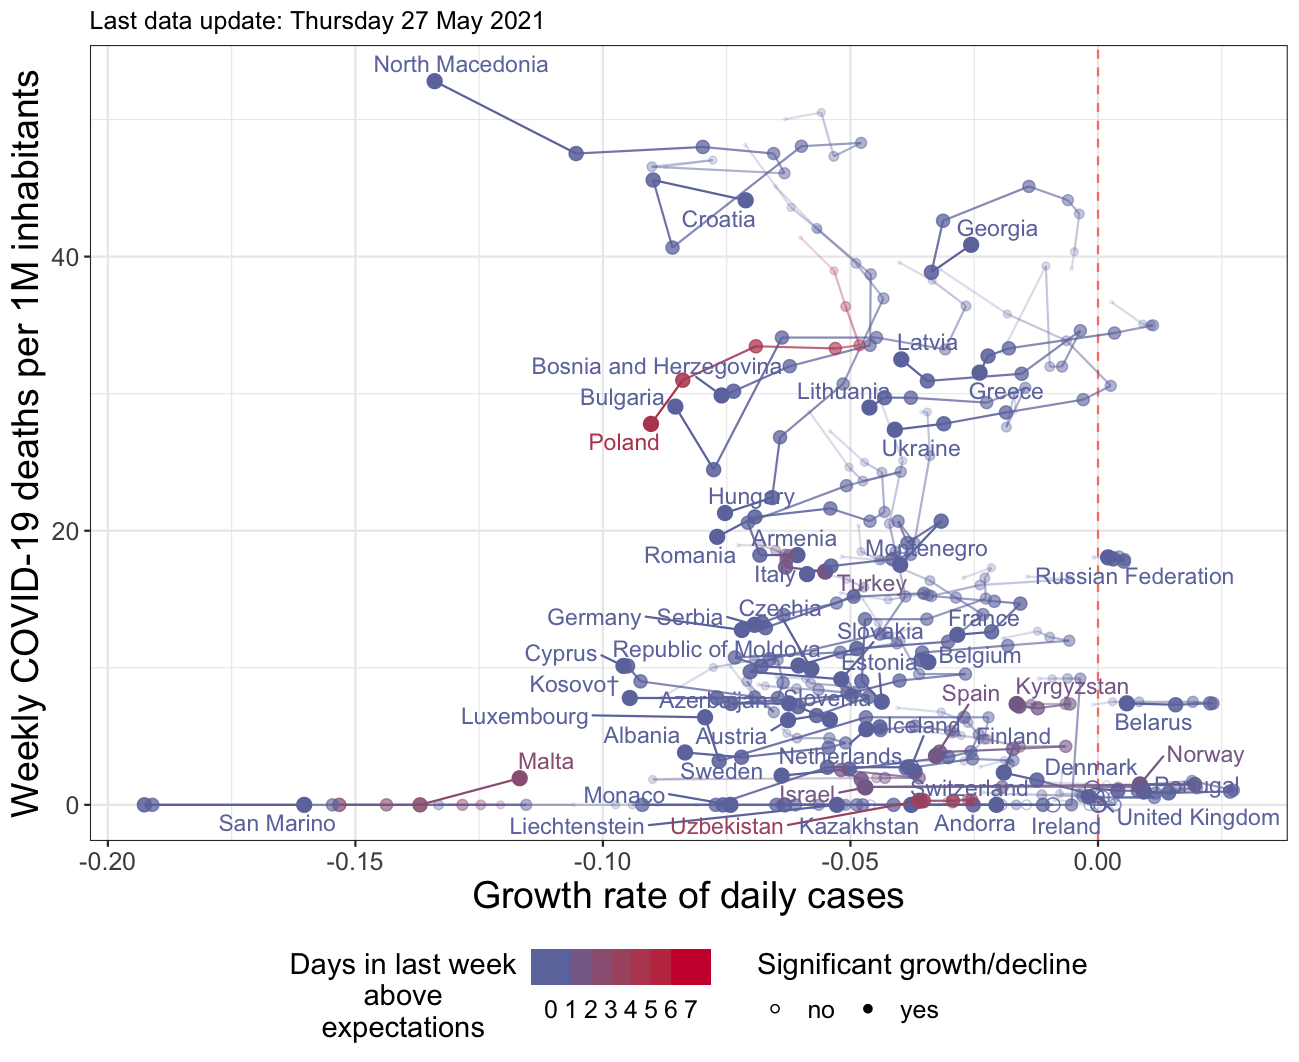 Last data update: Thursday 27 May 2021
Weekly COVID-19 deaths per 1M inhabitants
40
20
0
North Macedonia
Croatia
Georgia
Latvia
Bosnia and Herzegovina
Bulgaria
Lithuania
Greece
Poland
Ukraine
Hungary
Romania
Armenia
Montenegro
Italy
Turkey
Russian Federation
Germany
Serbia
Czechia
France
Slovakia
Cyprus
Republic of Moldova
Estonia
Belgium
Kosovo†
Azerbaijan
Slovenia
Spain
Kyrgyzstan
Luxembourg
Albania
Austria
Iceland
Finland
Belarus
Malta
Sweden
Netherlands
Denmark
Norway
Monaco
Israel
Switzerland
Portugal
San Marino
Liechtenstein
Uzbekistan
Kazakhstan
Andorra
Ireland
United Kingdom
-0.20
-0.15
-0.10
-0.05
0.00
Growth rate of daily cases
Days in last week
above
expectations
0 1 2 3 4 5 6 7
Significant growth/decline
no
yes